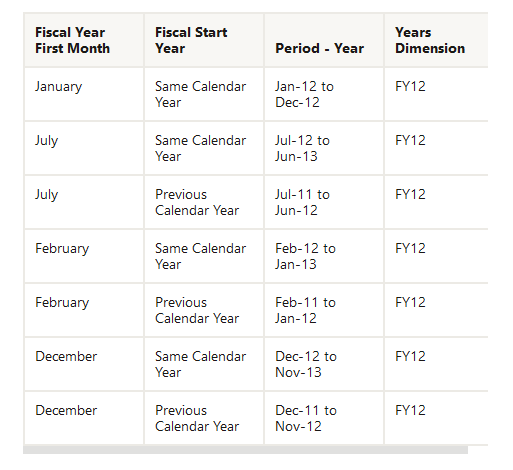 Fiscal Year First Month | Fiscal Start Year | Period - Year | Years Dimension
January | Same Calendar Year | Jan-12 to Dec-12 | FY12
July | Same Calendar Year | Jul-12 to Jun-13 | FY12
July | Previous Calendar Year | Jul-11 to Jun-12 | FY12
February | Same Calendar Year | Feb-12 to Jan-13 | FY12
February | Previous Calendar Year | Feb-11 to Jan-12 | FY12
December | Same Calendar Year | Dec-12 to Nov-13 | FY12
December | Previous Calendar Year | Dec-11 to Nov-12 | FY12